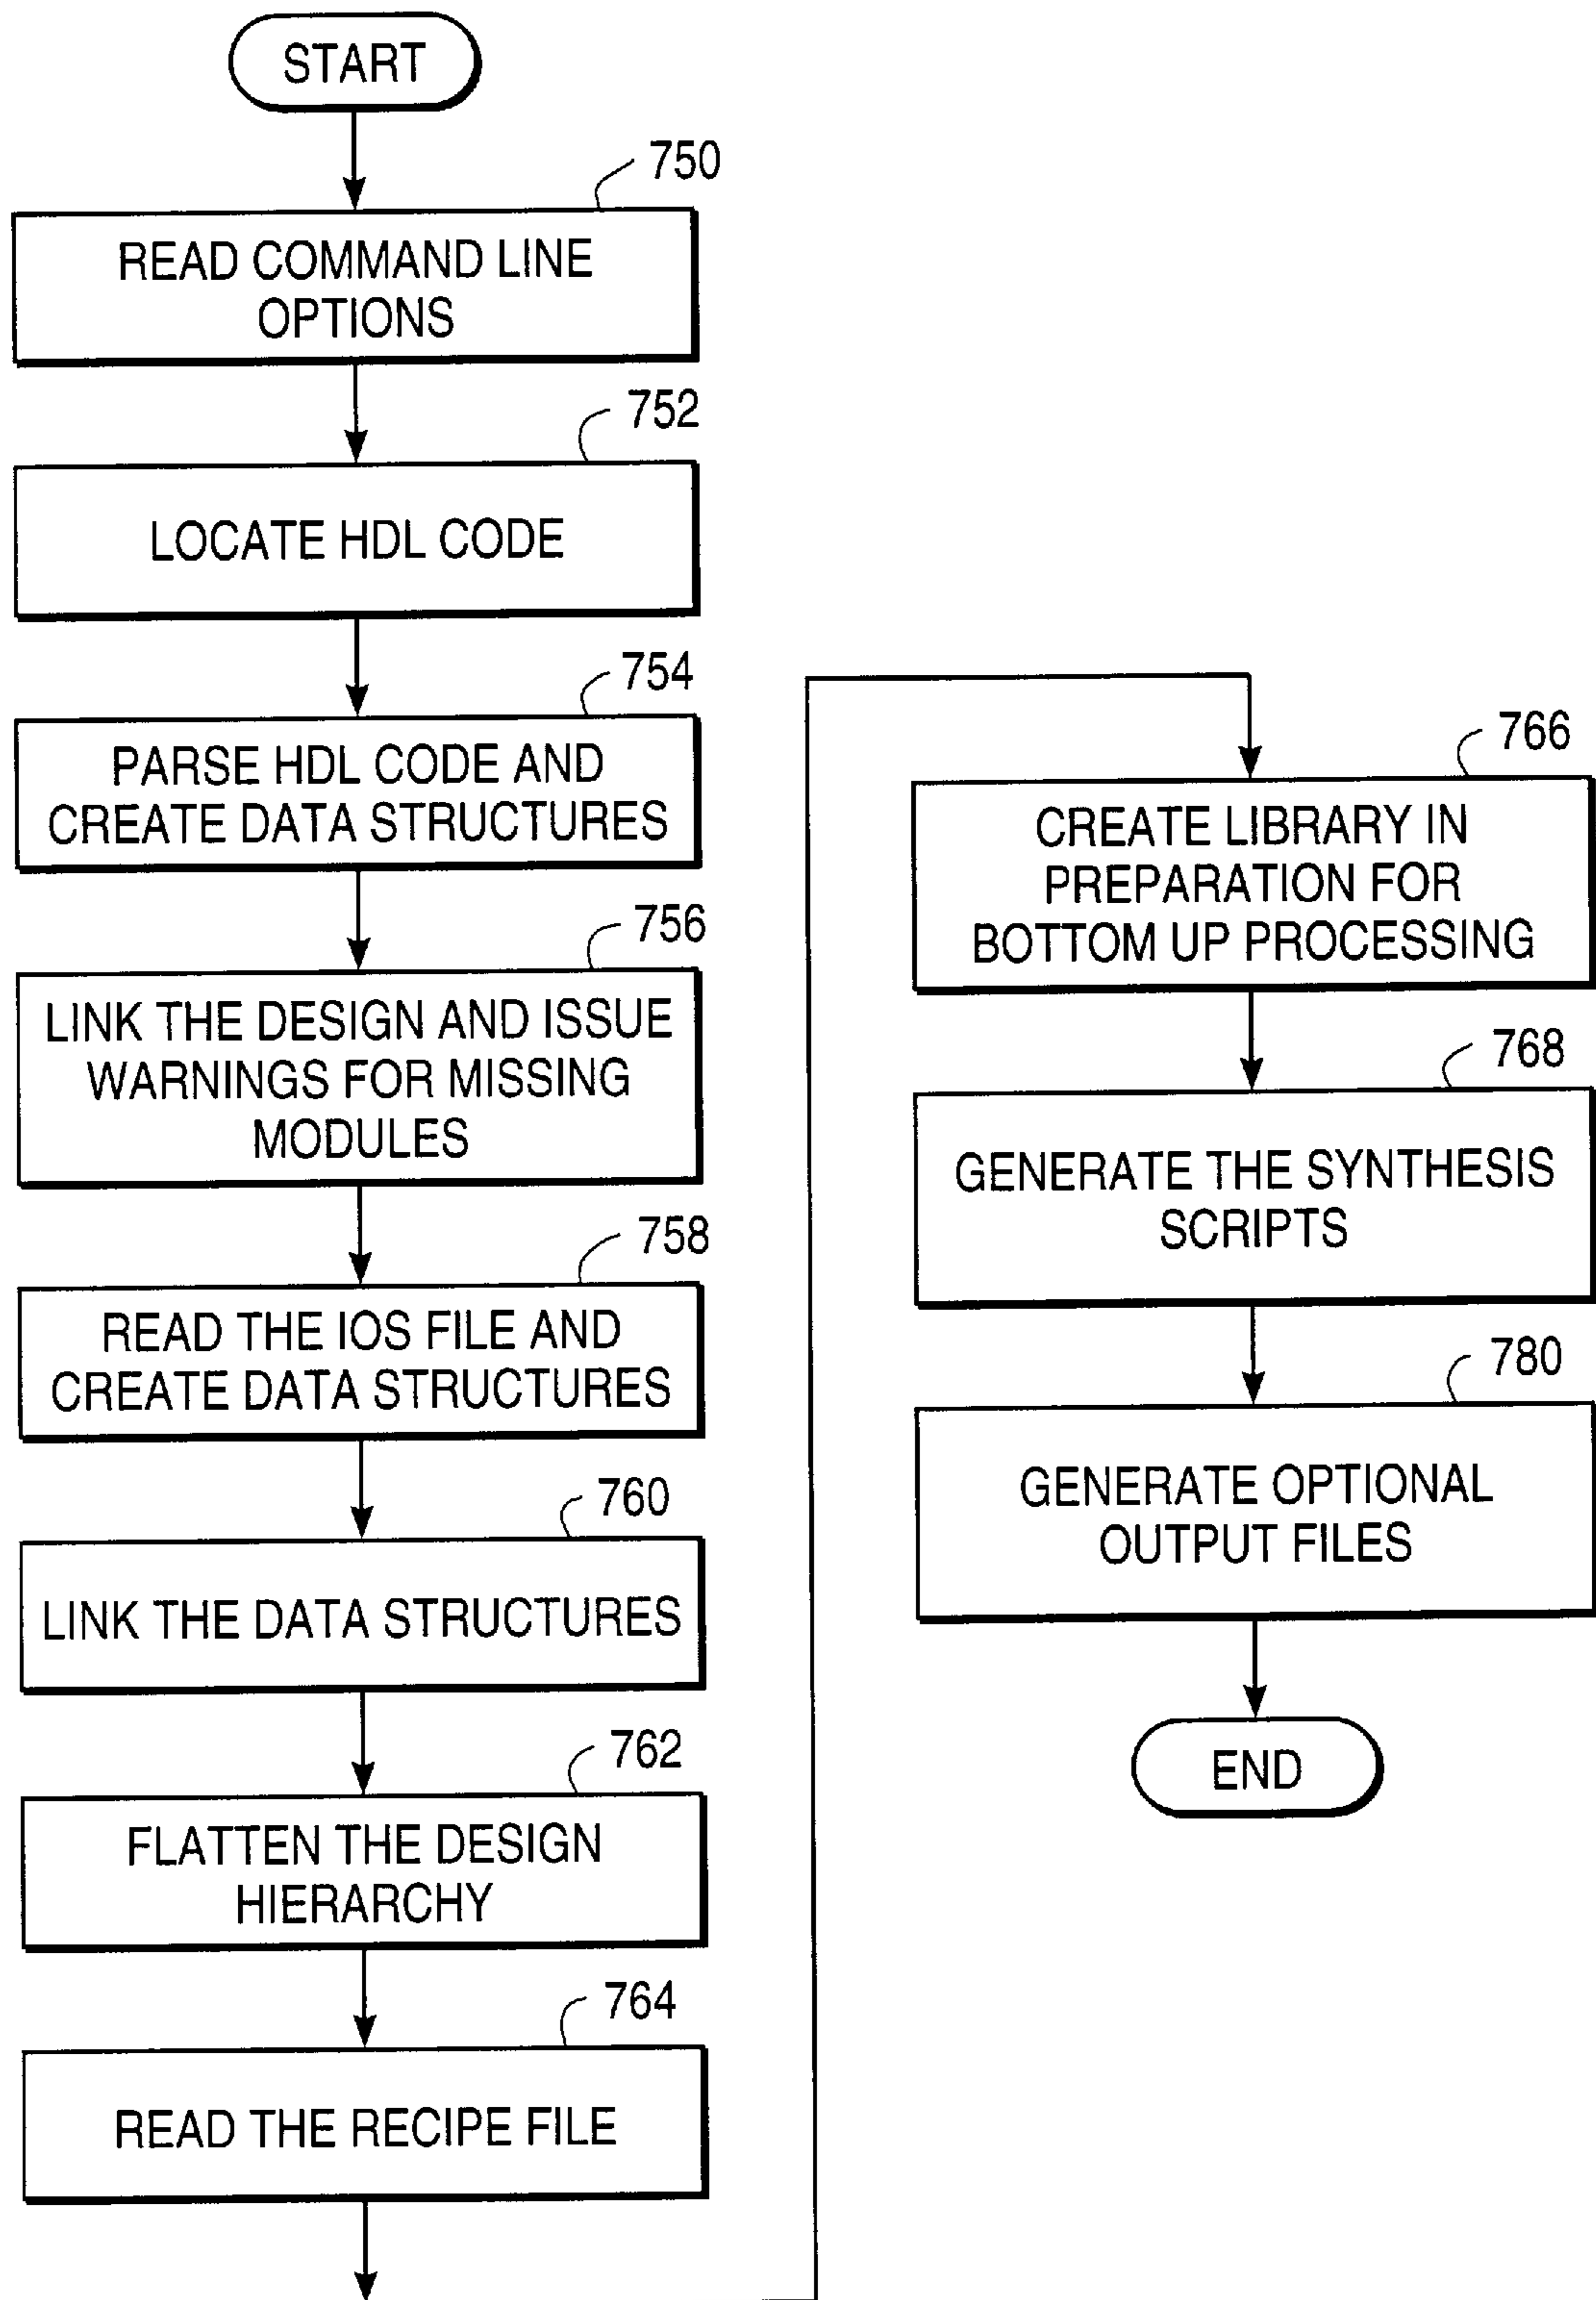 START
750
READ COMMAND LINE
OPTIONS
752
LOCATE HDL CODE
754
PARSE HDL CODE AND
CREATE DATA STRUCTURES
756
LINK THE DESIGN AND ISSUE
WARNINGS FOR MISSING
MODULES
758
READ THE IOS FILE AND
CREATE DATA STRUCTURES
760
LINK THE DATA STRUCTURES
762
FLATTEN THE DESIGN
HIERARCHY
764
READ THE RECIPE FILE
766
CREATE LIBRARY IN
PREPARATION FOR
BOTTOM UP PROCESSING
768
GENERATE THE SYNTHESIS
SCRIPTS
780
GENERATE OPTIONAL
OUTPUT FILES
END